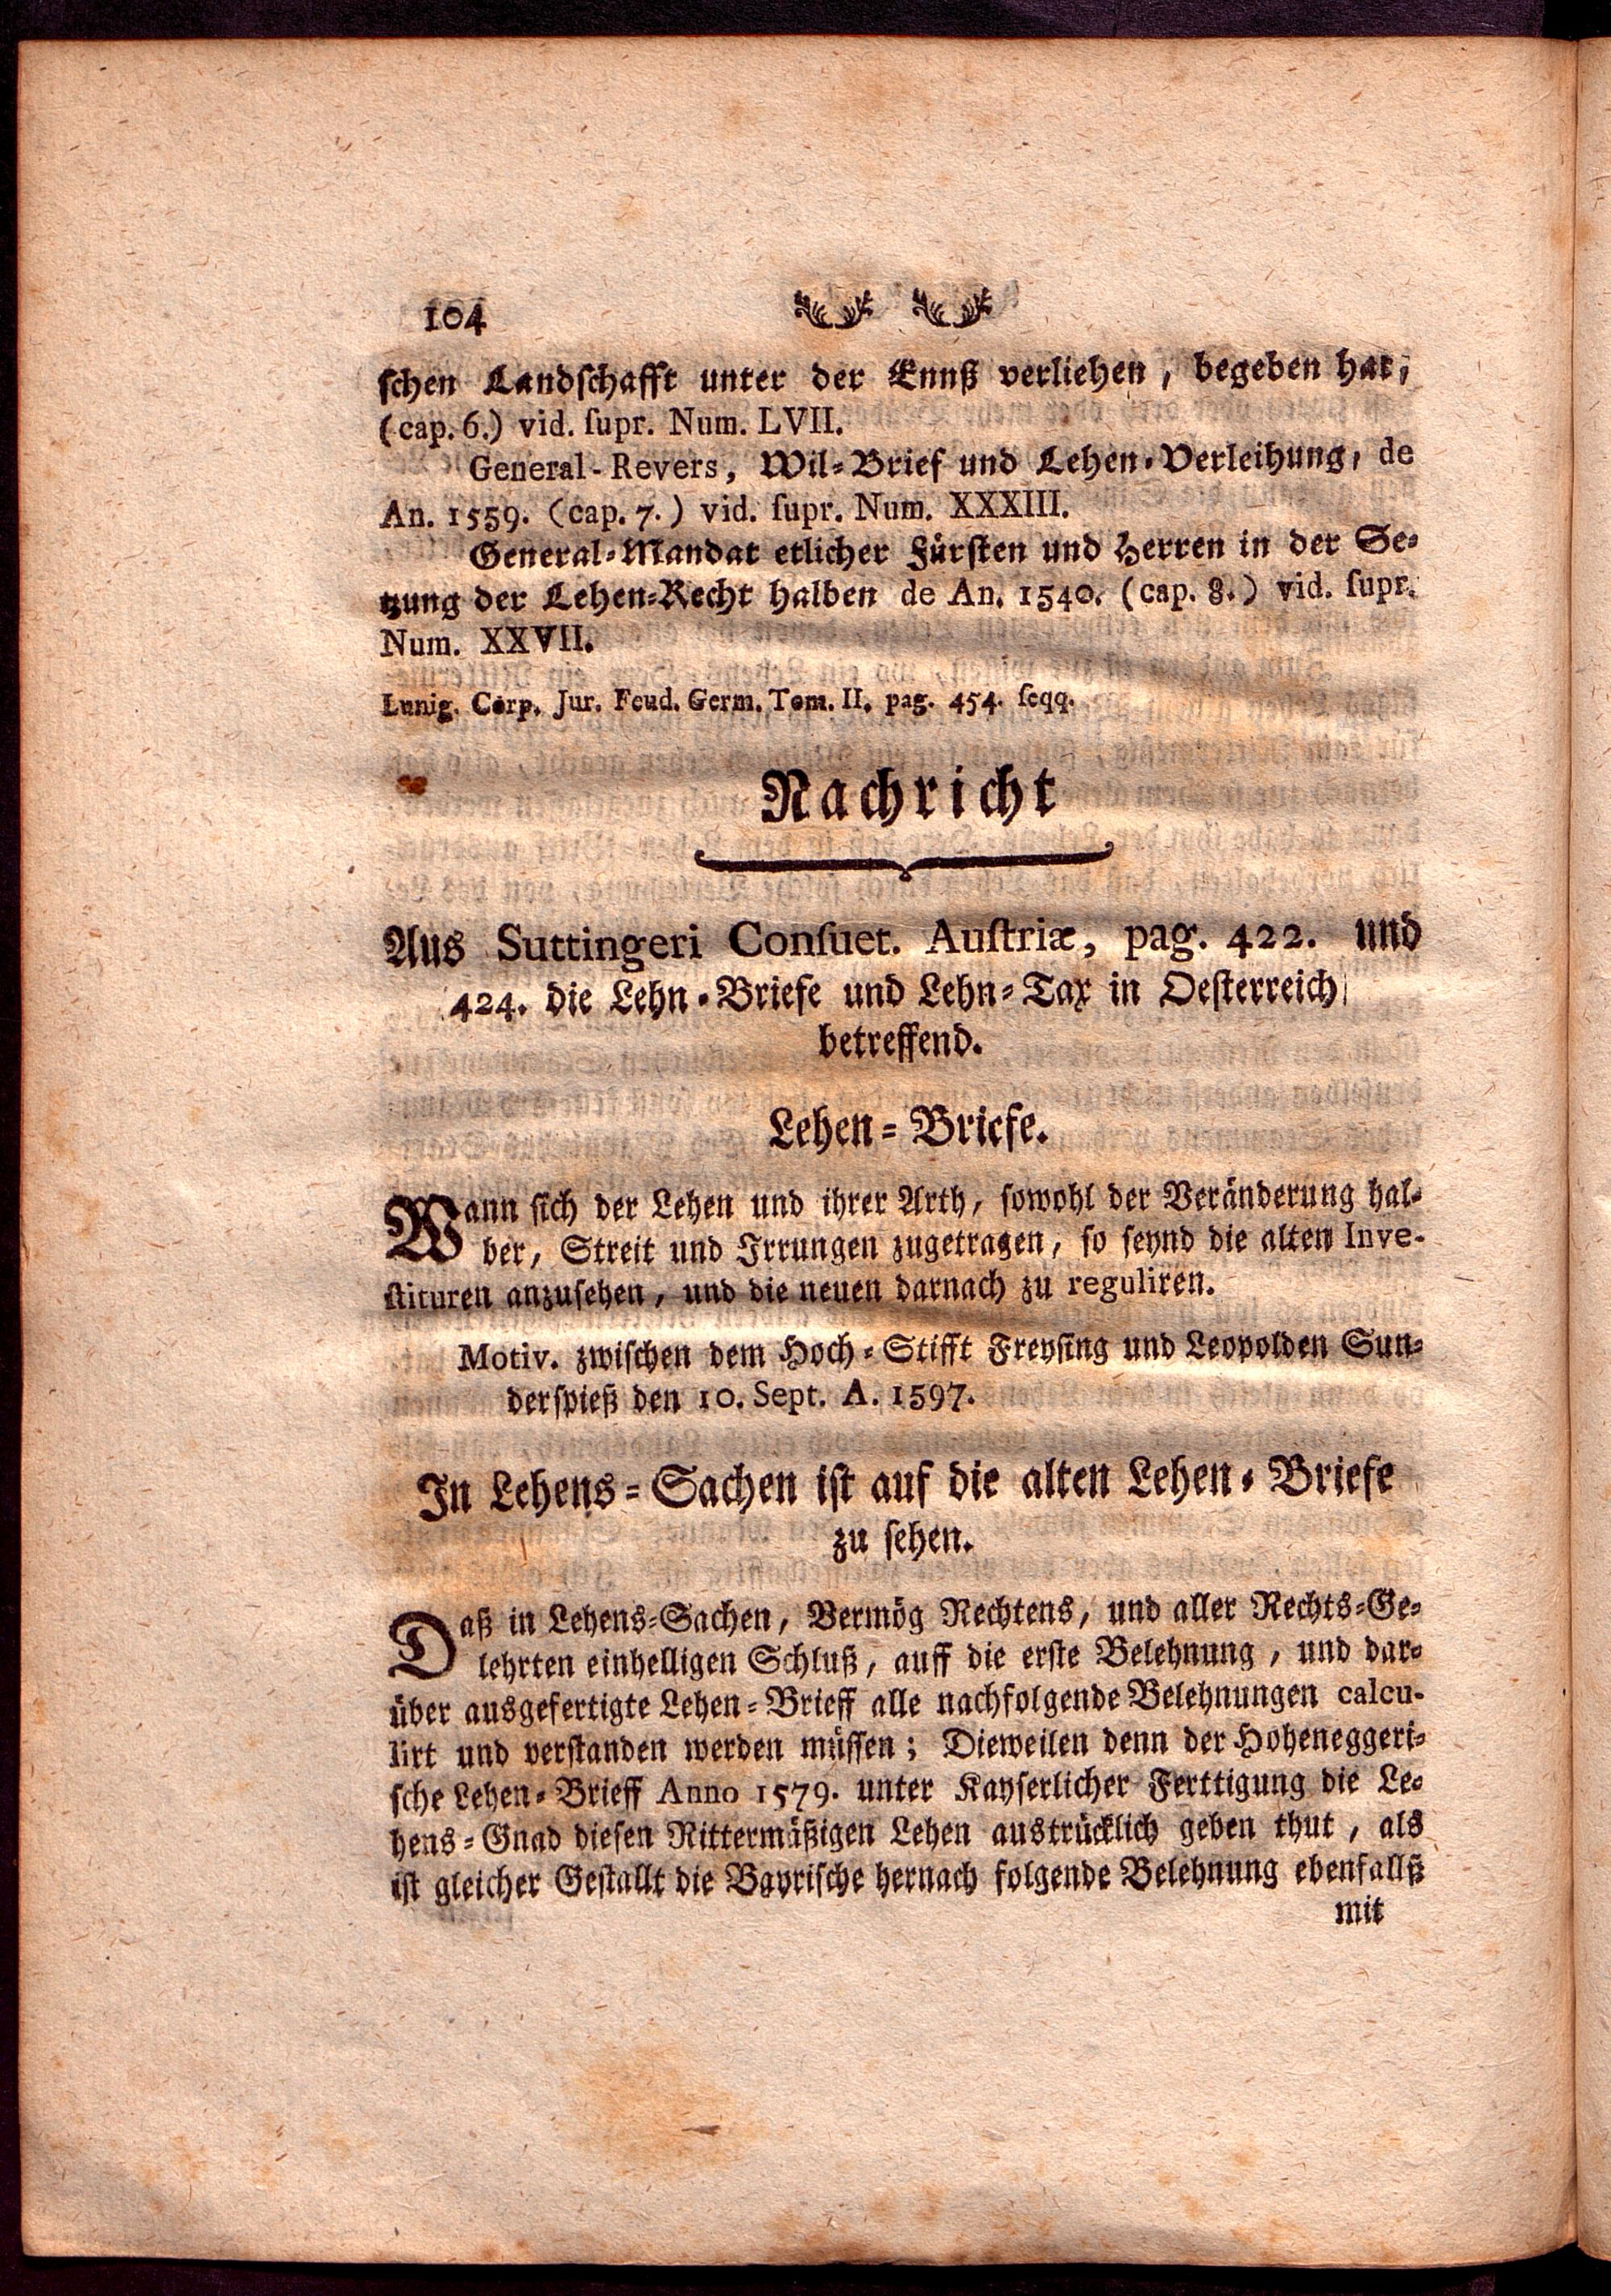 104
schen Landschafft unter der Ennß verliehen, begeben hat,
(cap. 6.) vid. ſupr. Num. LVII.
General-Revers, Wil-Brief und Lehen-Verleihung, de
An. 1559. (cap. 7.) vid. ſupr. Num. XXXIII.
General-Mandat etlicher Fürsten und Herren in der Se-
tzung der Lehen-Recht halben de An. 1540. (cap. 8.) vid. ſupr.
Num. XXVII.
Lunig. Corp. Jur. Feud. Germ. Tom. II. pag. 454. ſeqq.
Nachricht
Aus Suttingeri Conſuet. Auſtriæ, pag. 422. und
424. die Lehn-Briefe und Lehn-Tax in Oesterreich
betreffend.
Lehen-Briefe.
Wann sich der Lehen und ihrer Arth, sowohl der Veränderung hal-
ber, Streit und Irrungen zugetragen, so seynd die alten Inve-
stituren anzusehen, und die neuen darnach zu reguliren.
Motiv. zwischen dem Hoch-Stifft Freysing und Leopolden Sun-
derspieß den 10. Sept. A. 1597.
In Lehens-Sachen ist auf die alten Lehen-Briefe
zu sehen.
Daß in Lehens-Sachen, Vermög Rechtens, und aller Rechts-Ge-
lehrten einhelligen Schluß, auff die erste Belehnung, und dar-
über ausgefertigte Lehen-Brieff alle nachfolgende Belehnungen calcu-
lirt und verstanden werden müssen; Dieweilen denn der Hoheneggeri-
sche Lehen-Brieff Anno 1579. unter Kayserlicher Ferttigung die Le-
hens-Gnad diesen Rittermäßigen Lehen austrücklich geben thut, als
ist gleicher Gestallt die Bayrische hernach folgende Belehnung ebenfallß
mit